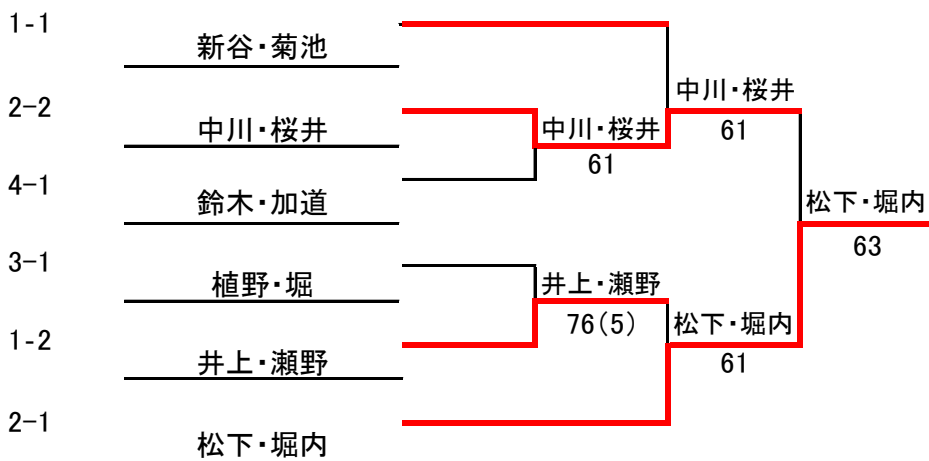 1-1
新谷・菊池
2-2
中川・桜井
中川・桜井
中川・桜井
61
61
4-1
鈴木・加道
松下・堀内
63
3-1
植野・堀
井上・瀬野
76(5)
松下・堀内
1-2
井上・瀬野
61
2-1
松下・堀内